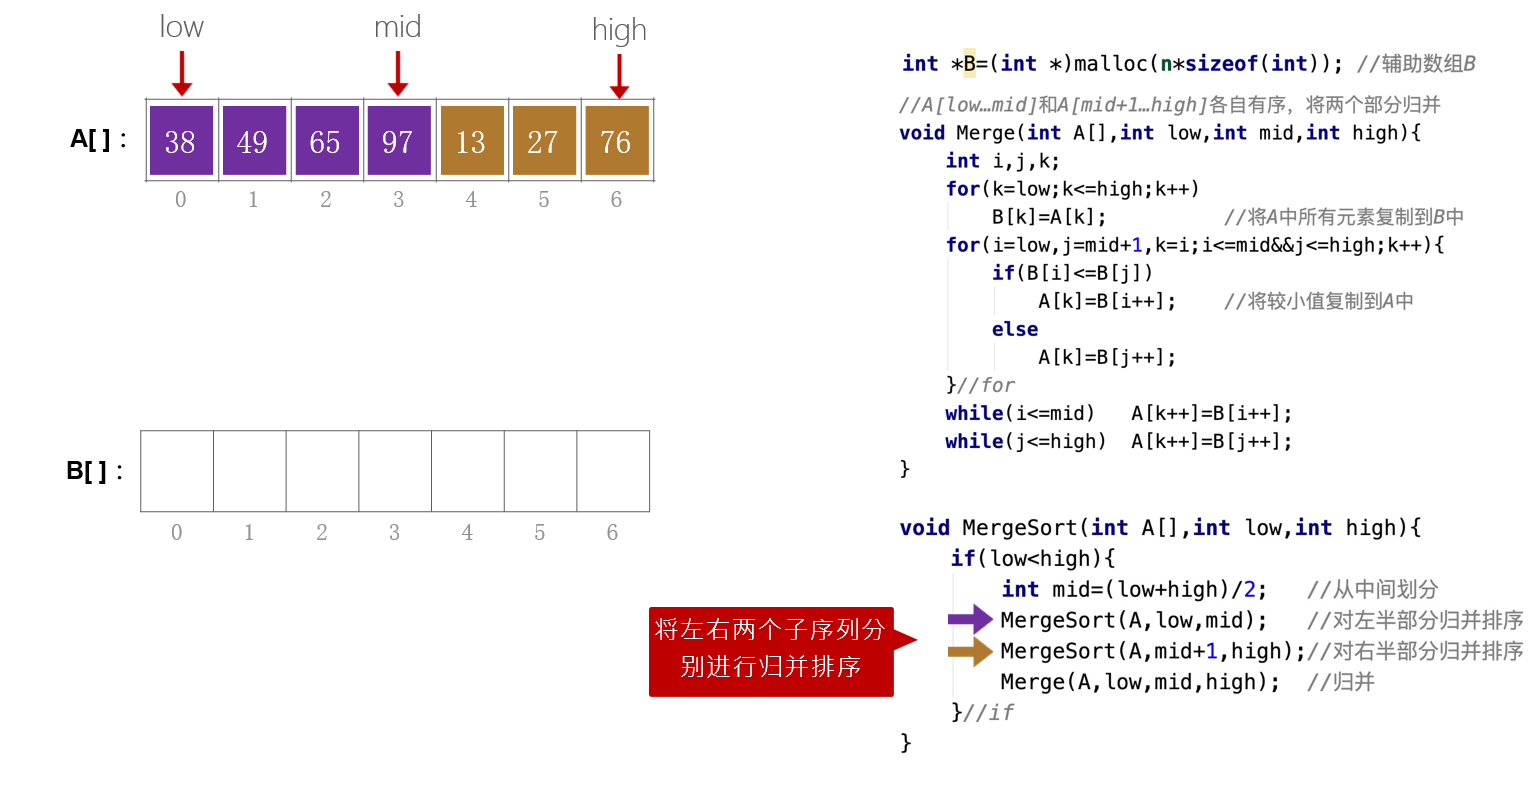 low mid high
A[ ] : 38 49 65 97 13 27 76
0 1 2 3 4 5 6
B[ ] :
0 1 2 3 4 5 6
int *B=(int *)malloc(n*sizeof(int)); //辅助数组B
//A[low…mid]和A[mid+1…high]各自有序，将两个部分归并
void Merge(int A[],int low,int mid,int high){
int i,j,k;
for(k=low;k<=high;k++)
B[k]=A[k]; //将A中所有元素复制到B中
for(i=low,j=mid+1,k=i;i<=mid&&j<=high;k++){
if(B[i]<=B[j])
A[k]=B[i++]; //将较小值复制到A中
else
A[k]=B[j++];
}//for
while(i<=mid) A[k++]=B[i++];
while(j<=high) A[k++]=B[j++];
}
void MergeSort(int A[],int low,int high){
if(low<high){
int mid=(low+high)/2; //从中间划分
MergeSort(A,low,mid); //对左半部分归并排序
MergeSort(A,mid+1,high);//对右半部分归并排序
Merge(A,low,mid,high); //归并
}//if
}
将左右两个子序列分
别进行归并排序